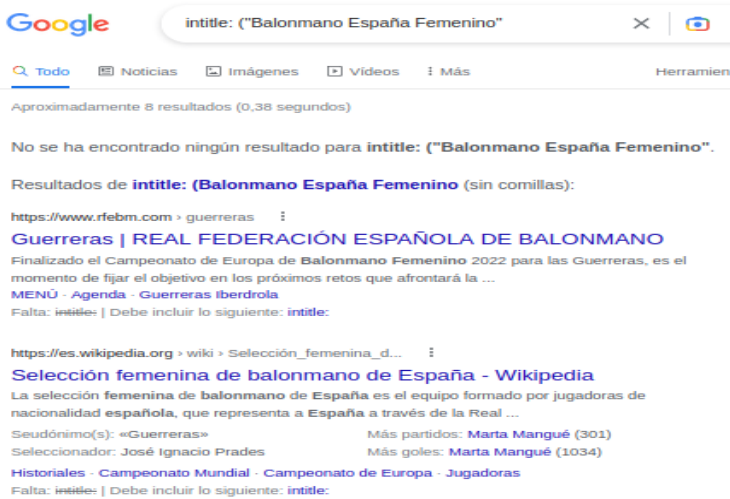 Google
intitle: ("Balonmano España Femenino"
Todo Noticias Imágenes Vídeos Más Herramien
Aproximadamente 8 resultados (0,38 segundos)
No se ha encontrado ningún resultado para intitle: ("Balonmano España Femenino".
Resultados de intitle: (Balonmano España Femenino (sin comillas):
https://www.rfebm.com › guerreras
Guerreras | REAL FEDERACIÓN ESPAÑOLA DE BALONMANO
Finalizado el Campeonato de Europa de Balonmano Femenino 2022 para las Guerreras, es el
momento de fijar el objetivo en los próximos retos que afrontará la ...
MENÚ · Agenda · Guerreras Iberdrola
Falta: intitle: | Debe incluir lo siguiente: intitle:
https://es.wikipedia.org › wiki › Selección_femenina_d...
Selección femenina de balonmano de España - Wikipedia
La selección femenina de balonmano de España es el equipo formado por jugadoras de
nacionalidad española, que representa a España a través de la Real ...
Seudónimo(s): «Guerreras» Más partidos: Marta Mangué (301)
Seleccionador: José Ignacio Prades Más goles: Marta Mangué (1034)
Historiales · Campeonato Mundial · Campeonato de Europa · Jugadoras
Falta: intitle: | Debe incluir lo siguiente: intitle: